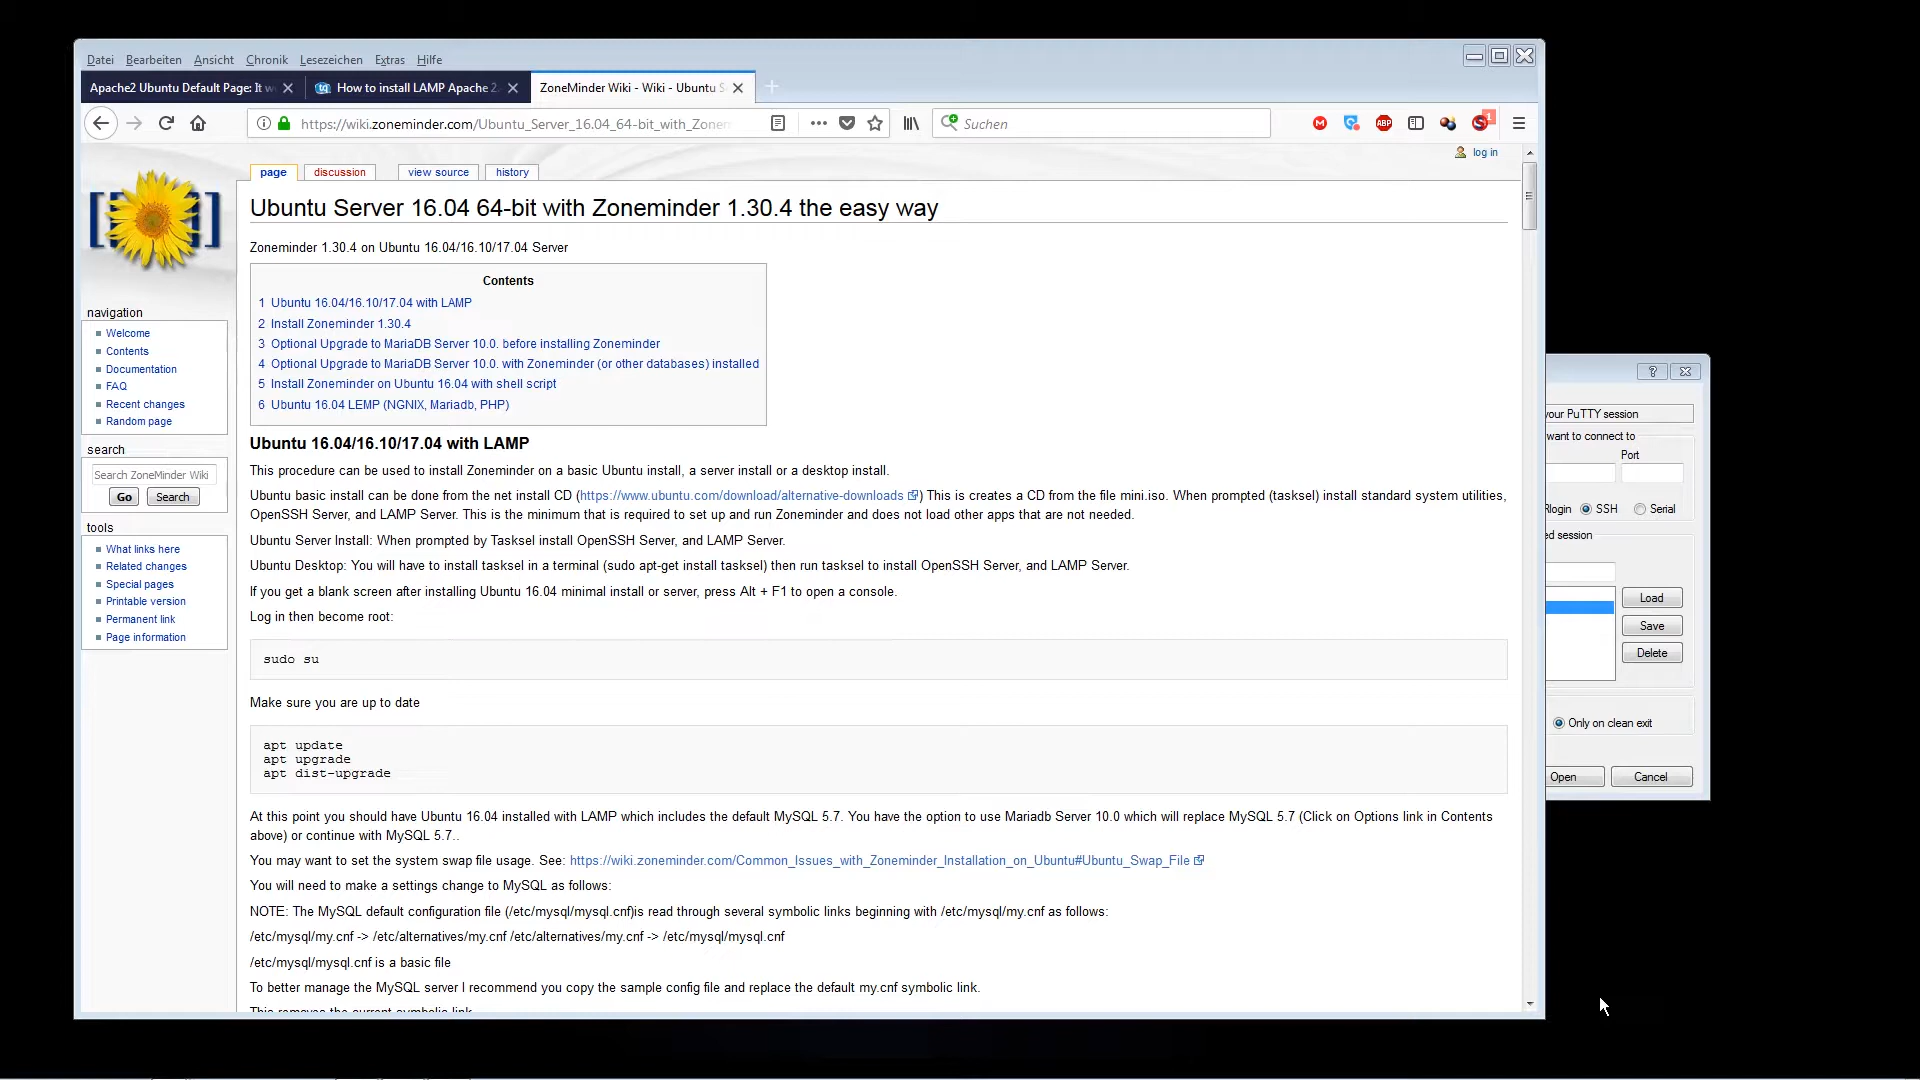 Datei Bearbeiten Ansicht Chronik Lesezeichen Extras Hilfe
Apache2 Ubuntu Default Page: It w
How to install LAMP Apache 2.
ZoneMinder Wiki - Wiki - Ubuntu S
https://wiki.zoneminder.com/Ubuntu_Server_16.04_64-bit_with_Zonem
Suchen
ABP
1
log in
page discussion view source history
Ubuntu Server 16.04 64-bit with Zoneminder 1.30.4 the easy way
Zoneminder 1.30.4 on Ubuntu 16.04/16.10/17.04 Server
Contents
1 Ubuntu 16.04/16.10/17.04 with LAMP
2 Install Zoneminder 1.30.4
3 Optional Upgrade to MariaDB Server 10.0. before installing Zoneminder
4 Optional Upgrade to MariaDB Server 10.0. with Zoneminder (or other databases) installed
5 Install Zoneminder on Ubuntu 16.04 with shell script
6 Ubuntu 16.04 LEMP (NGNIX, Mariadb, PHP)
navigation
Welcome
Contents
Documentation
FAQ
Recent changes
Random page
search
Search ZoneMinder Wiki
Go Search
tools
What links here
Related changes
Special pages
Printable version
Permanent link
Page information
Ubuntu 16.04/16.10/17.04 with LAMP
This procedure can be used to install Zoneminder on a basic Ubuntu install, a server install or a desktop install.
Ubuntu basic install can be done from the net install CD (https://www.ubuntu.com/download/alternative-downloads) This is creates a CD from the file mini.iso. When prompted (tasksel) install standard system utilities,
OpenSSH Server, and LAMP Server. This is the minimum that is required to set up and run Zoneminder and does not load other apps that are not needed.
Ubuntu Server Install: When prompted by Tasksel install OpenSSH Server, and LAMP Server.
Ubuntu Desktop: You will have to install tasksel in a terminal (sudo apt-get install tasksel) then run tasksel to install OpenSSH Server, and LAMP Server.
If you get a blank screen after installing Ubuntu 16.04 minimal install or server, press Alt + F1 to open a console.
Log in then become root:
sudo su
Make sure you are up to date
apt update
apt upgrade
apt dist-upgrade
At this point you should have Ubuntu 16.04 installed with LAMP which includes the default MySQL 5.7. You have the option to use Mariadb Server 10.0 which will replace MySQL 5.7 (Click on Options link in Contents
above) or continue with MySQL 5.7..
You may want to set the system swap file usage. See: https://wiki.zoneminder.com/Common_Issues_with_Zoneminder_Installation_on_Ubuntu#Ubuntu_Swap_File
You will need to make a settings change to MySQL as follows:
NOTE: The MySQL default configuration file (/etc/mysql/mysql.cnf)is read through several symbolic links beginning with /etc/mysql/my.cnf as follows:
/etc/mysql/my.cnf -> /etc/alternatives/my.cnf /etc/alternatives/my.cnf -> /etc/mysql/mysql.cnf
/etc/mysql/mysql.cnf is a basic file
To better manage the MySQL server I recommend you copy the sample config file and replace the default my.cnf symbolic link.
This removes the current symbolic link
your PuTTY session
want to connect to
Port
Rlogin SSH Serial
ed session
Load
Save
Delete
Only on clean exit
Open Cancel